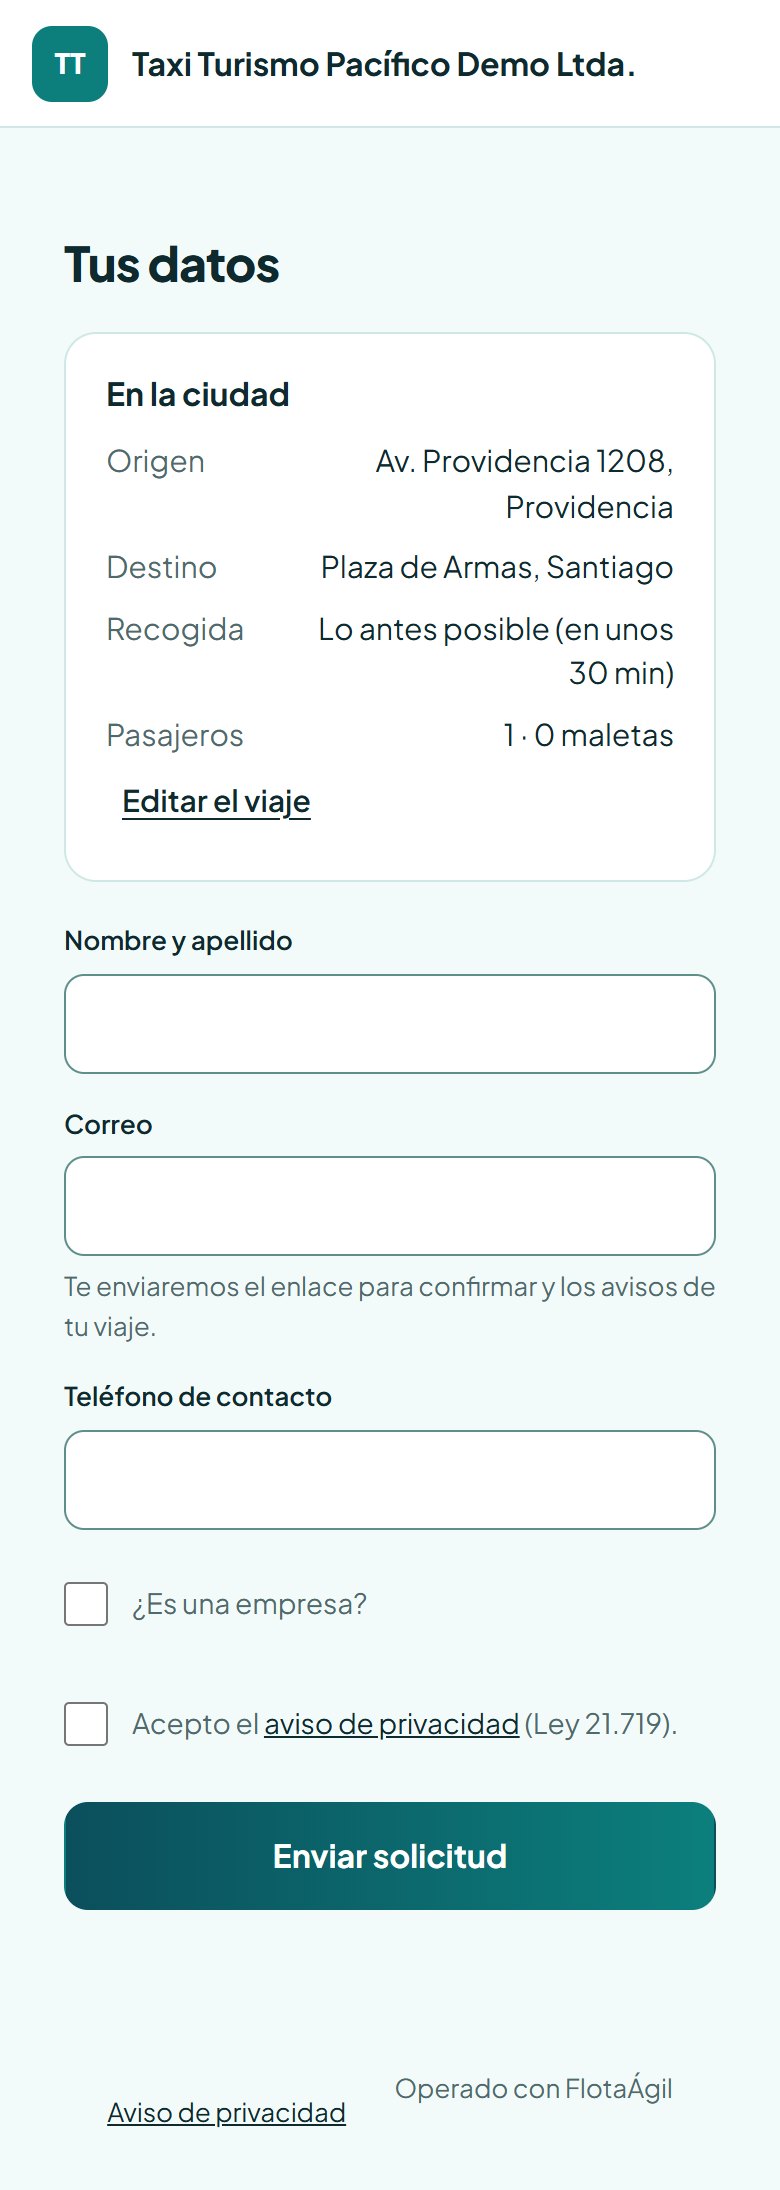 TT
Taxi Turismo Pacífico Demo Ltda.
Tus datos
En la ciudad
Origen
Av. Providencia 1208,
Providencia
Destino
Plaza de Armas, Santiago
Recogida
Lo antes posible (en unos
30 min)
Pasajeros
1 · 0 maletas
Editar el viaje
Nombre y apellido
Correo
Te enviaremos el enlace para confirmar y los avisos de
tu viaje.
Teléfono de contacto
¿Es una empresa?
Acepto el aviso de privacidad (Ley 21.719).
Enviar solicitud
Operado con FlotaÁgil
Aviso de privacidad